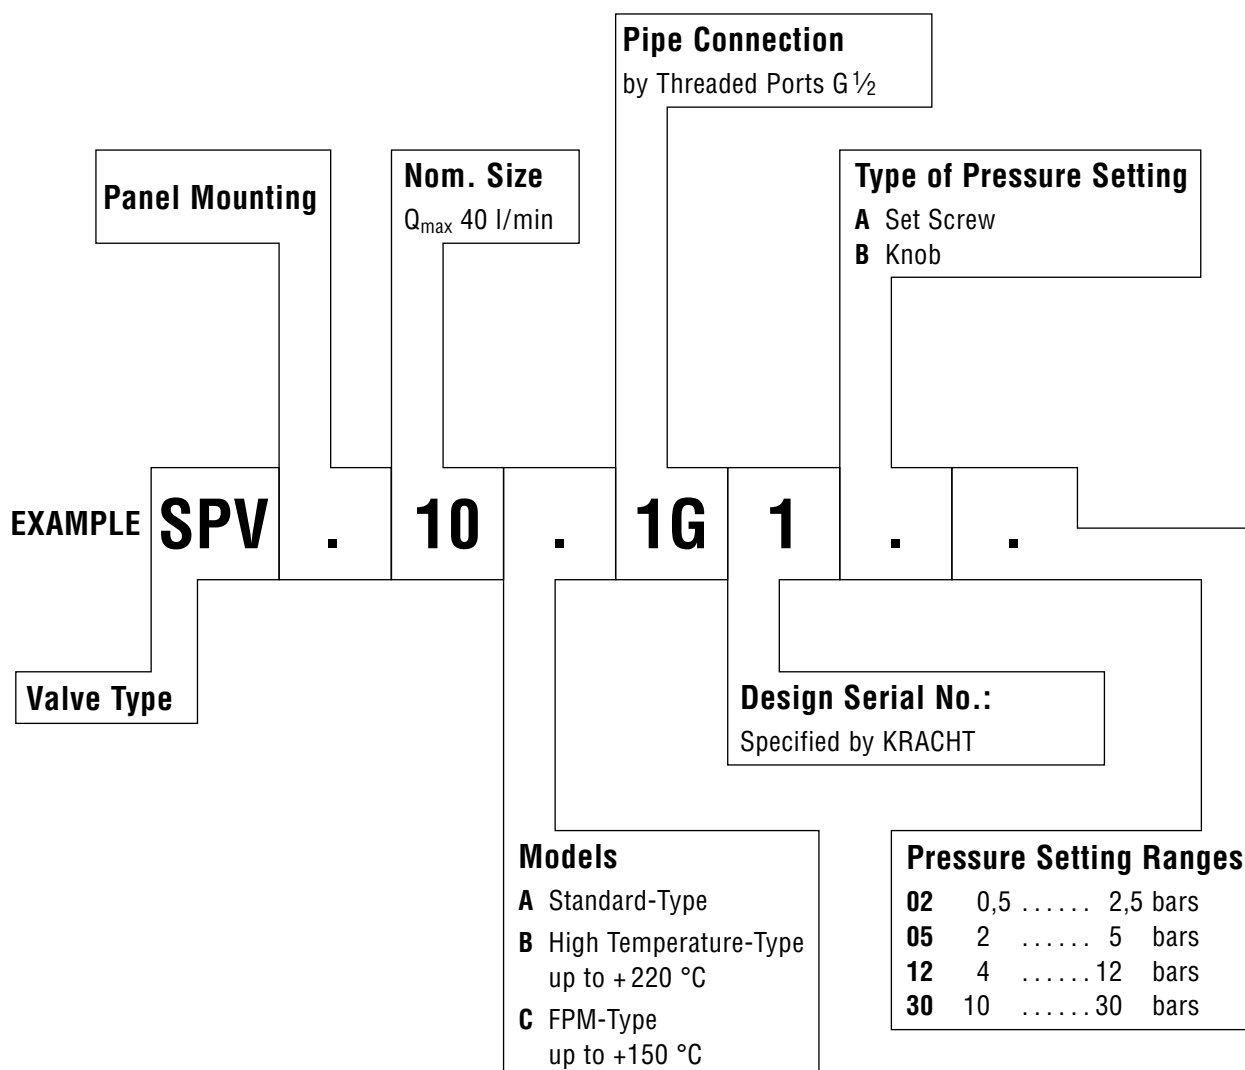 Pipe Connection
by Threaded Ports G ½
Panel Mounting
Nom. Size
Qmax 40 l/min
Type of Pressure Setting
A Set Screw
B Knob
EXAMPLE SPV . 10 . 1G 1 . .
Valve Type
Design Serial No.:
Specified by KRACHT
Models
A Standard-Type
B High Temperature-Type
up to +220 °C
C FPM-Type
up to +150 °C
Pressure Setting Ranges
02 0,5 ...... 2,5 bars
05 2 ...... 5 bars
12 4 ...... 12 bars
30 10 ...... 30 bars